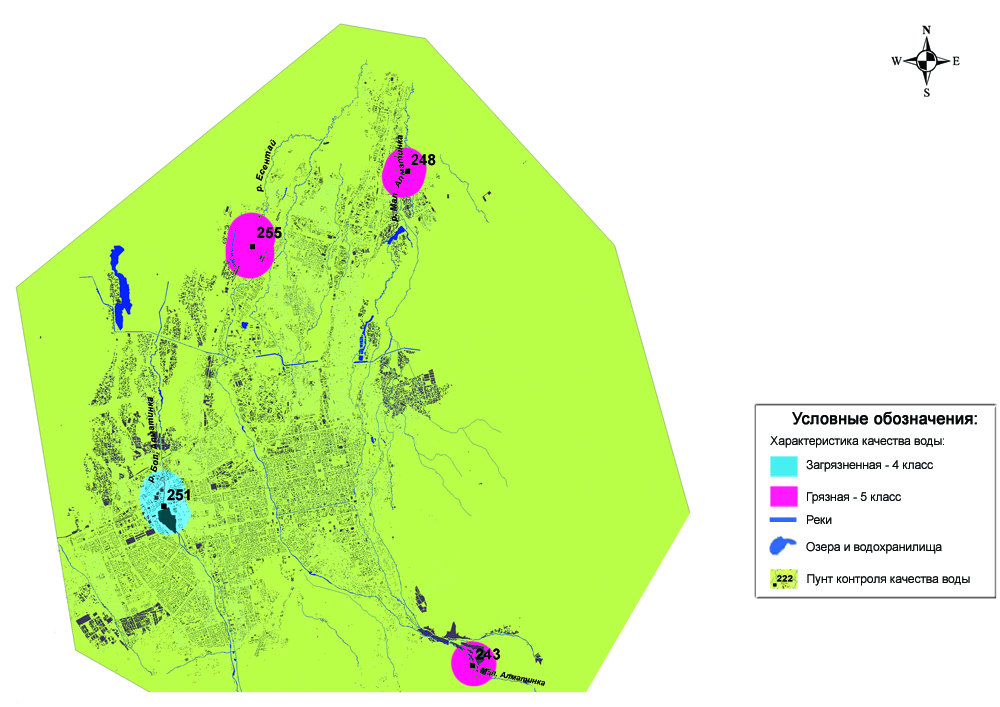 N
W E
S
248
р. Есентай
р. Мал. Алматинка
255
р. Бол. Алматинка
251
243
Мал. Алматинка
Условные обозначения:
Характеристика качества воды:
Загрязненная - 4 класс
Грязная - 5 класс
Реки
Озера и водохранилища
222
Пунт контроля качества воды